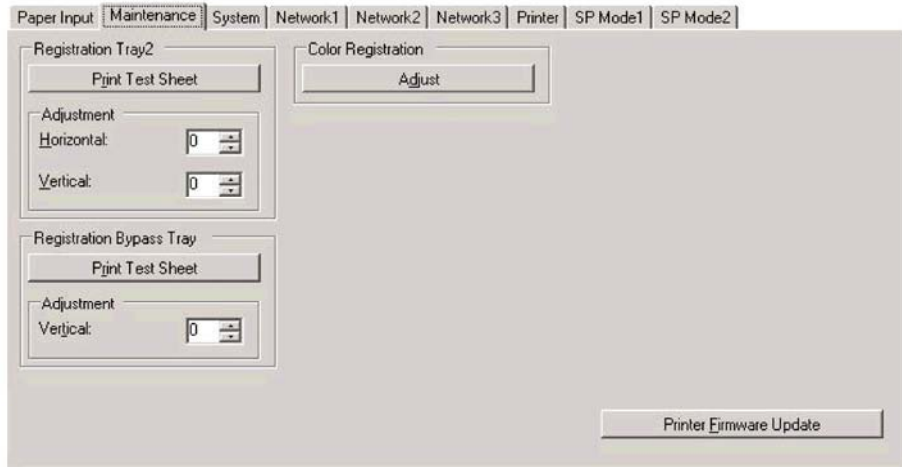 Paper Input Maintenance System Network1 Network2 Network3 Printer SP Mode1 SP Mode2
Registration Tray2
Print Test Sheet
Adjustment
Horizontal: 0
Vertical: 0
Registration Bypass Tray
Print Test Sheet
Adjustment
Vertical: 0
Color Registration
Adjust
Printer Firmware Update